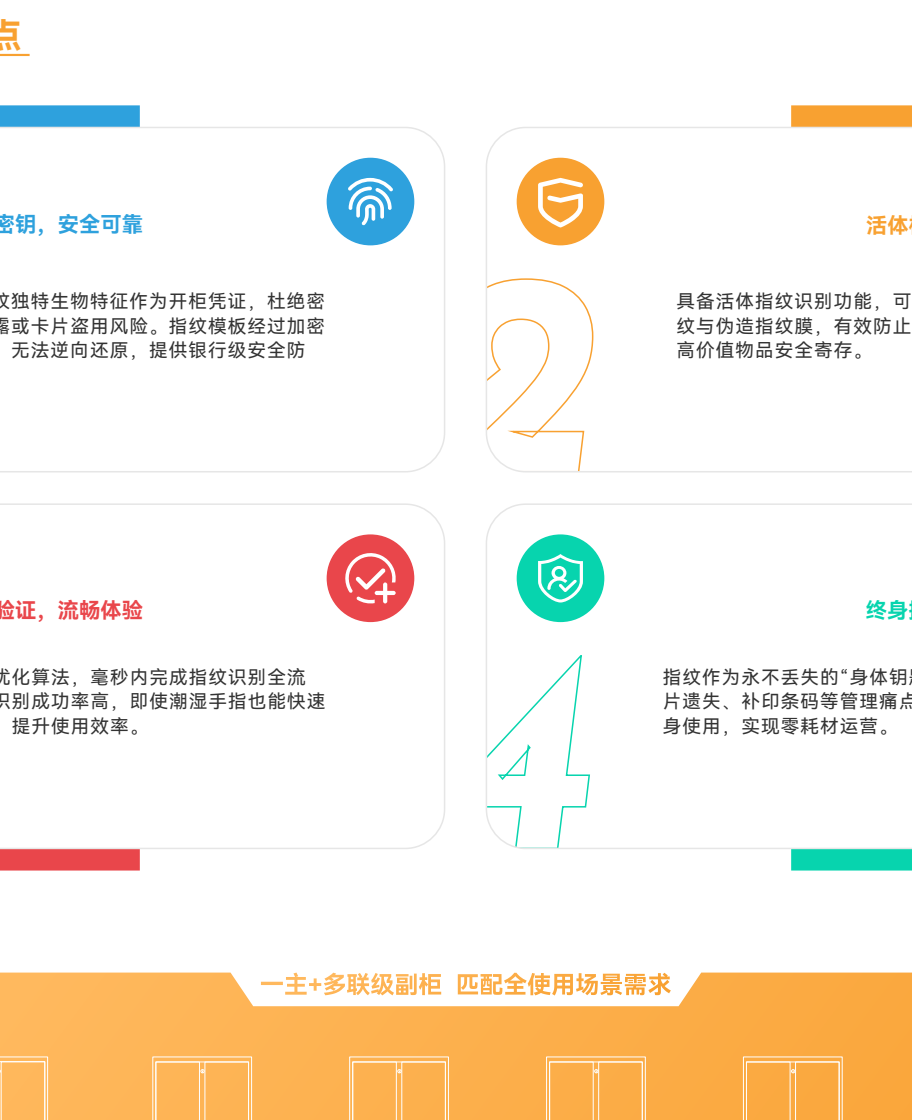 点
密钥，安全可靠
纹独特生物特征作为开柜凭证，杜绝密
露或卡片盗用风险。指纹模板经过加密
，无法逆向还原，提供银行级安全防
活体
2
具备活体指纹识别功能，可
纹与伪造指纹膜，有效防止
高价值物品安全寄存。
验证，流畅体验
优化算法，毫秒内完成指纹识别全流
识别成功率高，即使潮湿手指也能快速
，提升使用效率。
终身
4
指纹作为永不丢失的“身体钥
片遗失、补印条码等管理痛点
身使用，实现零耗材运营。
一主+多联级副柜 匹配全使用场景需求